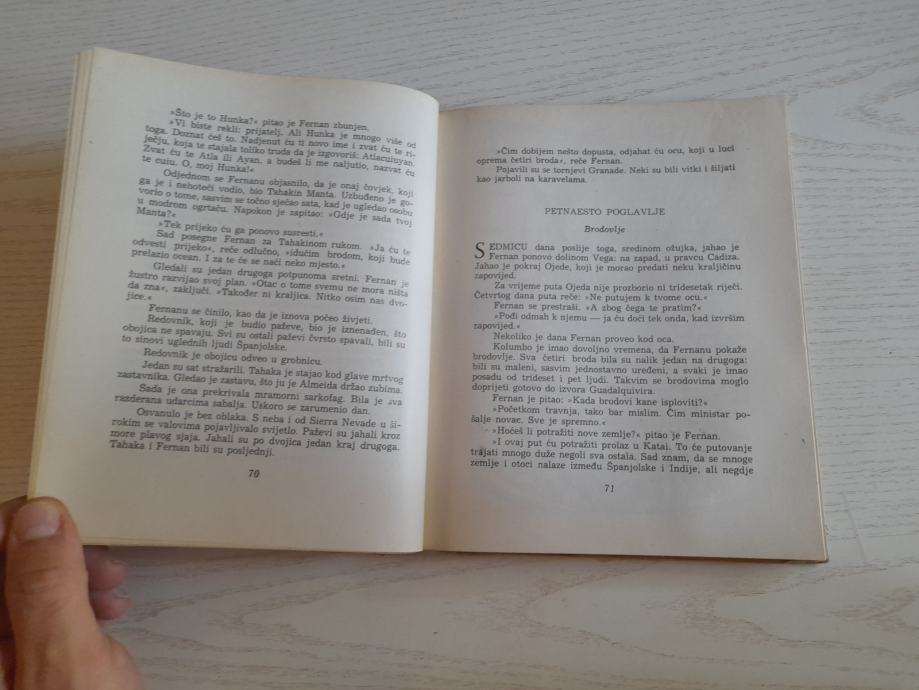 »Što je to Hunka?« pitao je Fernan zbunjen.
»Vi biste rekli: prijatelj. Ali Hunka je mnogo više od
toga. Doznat ćeš to. Nadjenut ću ti novo ime i zvat ću te ri-
ječju, koja te stajala toliko truda da je izgovoriš: Atlacuiuyan.
Zvat ću te Atla ili Ayan, a budeš li me naljutio, nazvat ću
te cuiu. O, moj Hunka!«
Odjednom se Fernanu objasnilo, da je onaj čovjek, koji
ga je i nehoteći vodio, bio Tahakin Manta. Uzbuđeno je go-
vorio o tome, sasvim se točno sjećao sata, kad je ugledao osobu
u modrom ogrtaču. Napokon je zapitao: »Gdje je sada tvoj
Manta?«
»Tek prijeko ću ga ponovo susresti.«
Sad posegne Fernan za Tahakinom rukom. »Ja ću te
odvesti prijeko«, reče odlučno, »idućim brodom, koji bude
prelazio ocean. I za te će se naći neko mjesto.«
Gledali su jedan drugoga potpunoma sretni. Fernan je
žustro razvijao svoj plan. »Otac o tome svemu ne mora ništa
da zna«, zaključi. »Također ni kraljica. Nitko osim nas dvo-
jice.«
Fernanu se činilo, kao da je iznova počeo živjeti.
Redovnik, koji je budio paževe, bio je iznenađen, što
obojica ne spavaju. Svi su ostali paževi čvrsto spavali, bili su
to sinovi uglednih ljudi Španjolske.
Redovnik je obojicu odveo u grobnicu.
Jedan su sat stražarili. Tahaka je stajao kod glave mrtvog
zastavnika. Gledao je zastavu, što ju je Almeida držao zubima.
Sada je ona prekrivala mramorni sarkofag. Bila je sva
razderana udarcima sabalja. Uskoro se zarumenio dan.
Osvanulo je bez oblaka. S neba i od Sierra Nevade u ši-
rokim se valovima pojavljivalo svijetlo. Paževi su jahali kroz
more plavog sjaja. Jahali su po dvojica jedan kraj drugoga.
Tahaka i Fernan bili su posljednji.
70
»Čim dobijem nešto dopusta, odjahat ću ocu, koji u luci
oprema četiri broda«, reče Fernan.
Pojavili su se tornjevi Granade. Neki su bili vitki i šiljati
kao jarboli na karavelama.
PETNAESTO POGLAVLJE
Brodovlje
SEDMICU dana poslije toga, sredinom ožujka, jahao je
Fernan ponovo dolinom Vega: na zapad, u pravcu Cadiza.
Jahao je pokraj Ojede, koji je morao predati neku kraljičinu
zapovijed.
Za vrijeme puta Ojeda nije prozborio ni tridesetak riječi.
Četvrtog dana puta reče: »Ne putujem k tvome ocu.«
Fernan se prestraši. »A zbog čega te pratim?«
»Pođi odmah k njemu — ja ću doći tek onda, kad izvršim
zapovijed.«
Nekoliko je dana Fernan proveo kod oca.
Kolumbo je imao dovoljno vremena, da Fernanu pokaže
brodovlje. Sva četiri broda bila su nalik jedan na drugoga:
bili su maleni, sasvim jednostavno uređeni, a svaki je imao
posadu od trideset i pet ljudi. Takvim se brodovima moglo
doprijeti gotovo do izvora Guadalquivira.
Fernan je pitao: »Kada brodovi kane isploviti?«
»Početkom travnja, tako bar mislim. Čim ministar po-
šalje novac. Sve je spremno.«
»Hoćeš li potražiti nove zemlje?« pitao je Fernan.
»I ovaj put ću potražiti prolaz u Katai. To će putovanje
trajati mnogo duže negoli sva ostala. Sad znam, da se mnoge
zemlje i otoci nalaze između Španjolske i Indije, ali negdje
71